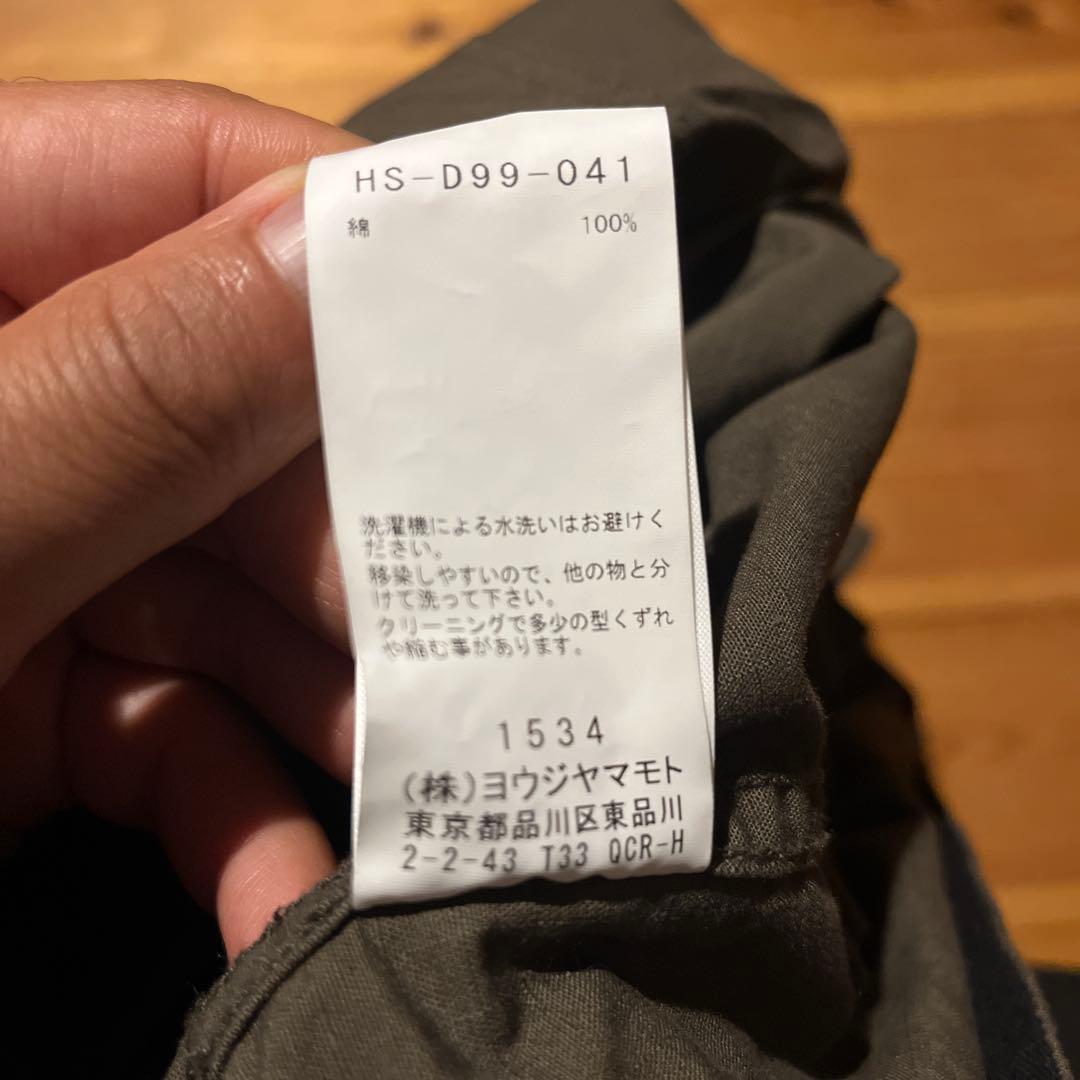 HS-D99-041
綿 100%
洗濯機による水洗いはお避けく
ださい。
移染しやすいので、他の物と分
けて洗って下さい。
クリーニングで多少の型くずれ
や縮む事があります。
1534
(株)ヨウジヤマモト
東京都品川区東品川
2-2-43 T33 QCR-H